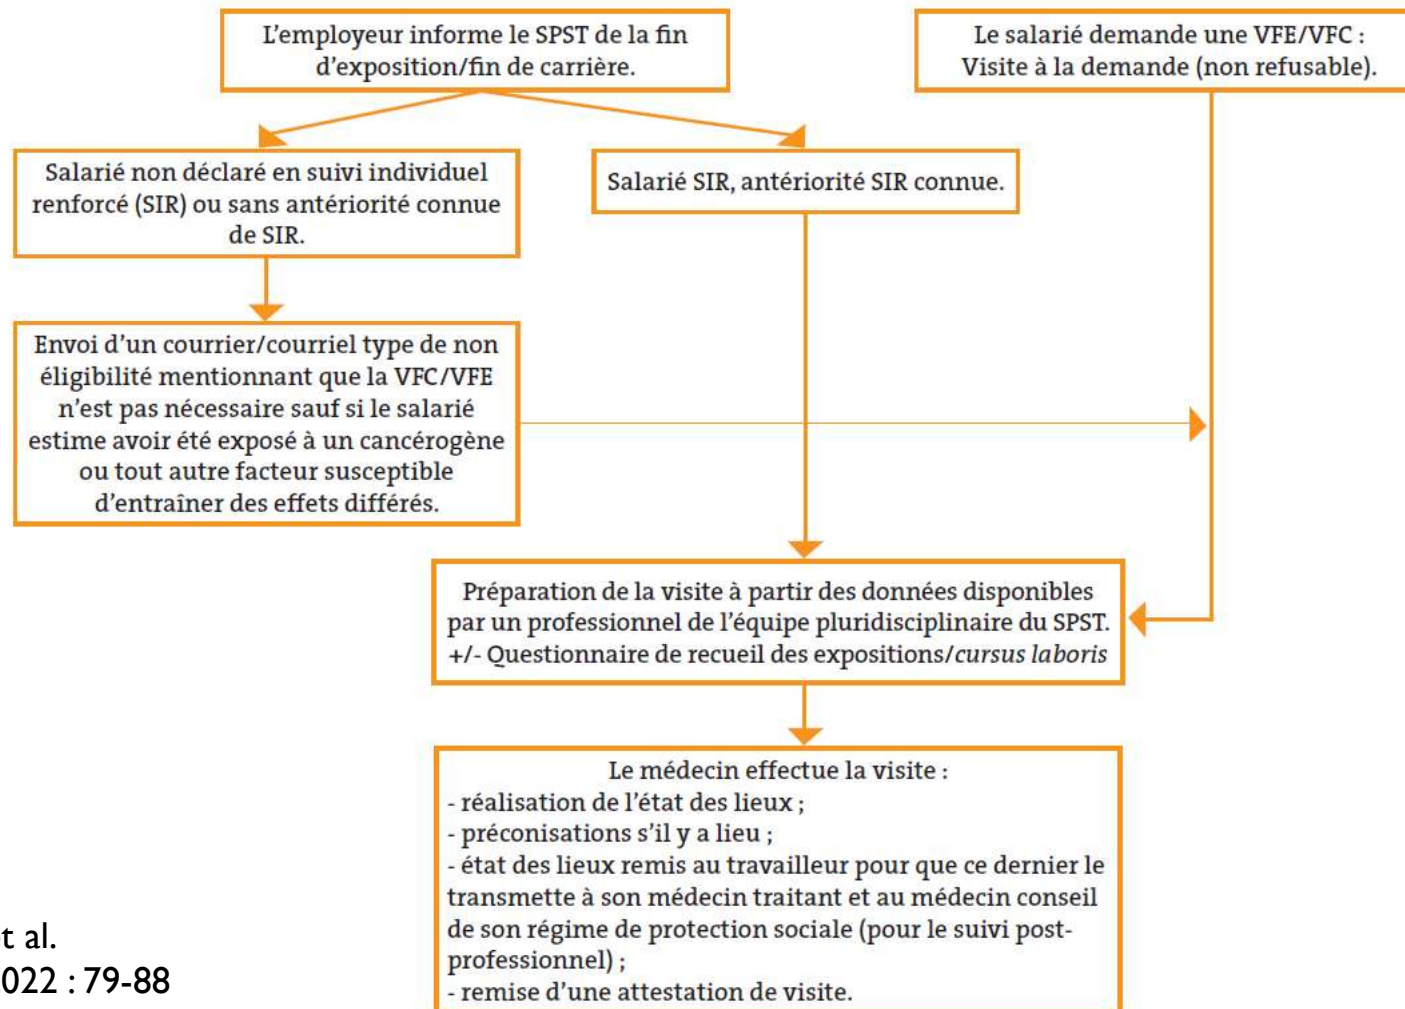 L'employeur informe le SPST de la fin
d'exposition/fin de carrière.
Le salarié demande une VFE/VFC :
Visite à la demande (non refusable).
Salarié non déclaré en suivi individuel
renforcé (SIR) ou sans antériorité connue
de SIR.
Salarié SIR, antériorité SIR connue.
Envoi d'un courrier/courriel type de non
éligibilité mentionnant que la VFC/VFE
n'est pas nécessaire sauf si le salarié
estime avoir été exposé à un cancérogène
ou tout autre facteur susceptible
d'entraîner des effets différés.
Préparation de la visite à partir des données disponibles
par un professionnel de l'équipe pluridisciplinaire du SPST.
+/- Questionnaire de recueil des expositions/cursus laboris
Le médecin effectue la visite :
- réalisation de l'état des lieux ;
- préconisations s'il y a lieu ;
- état des lieux remis au travailleur pour que ce dernier le
transmette à son médecin traitant et au médecin conseil
de son régime de protection sociale (pour le suivi post-
professionnel) ;
- remise d'une attestation de visite.
t al.
022 : 79-88